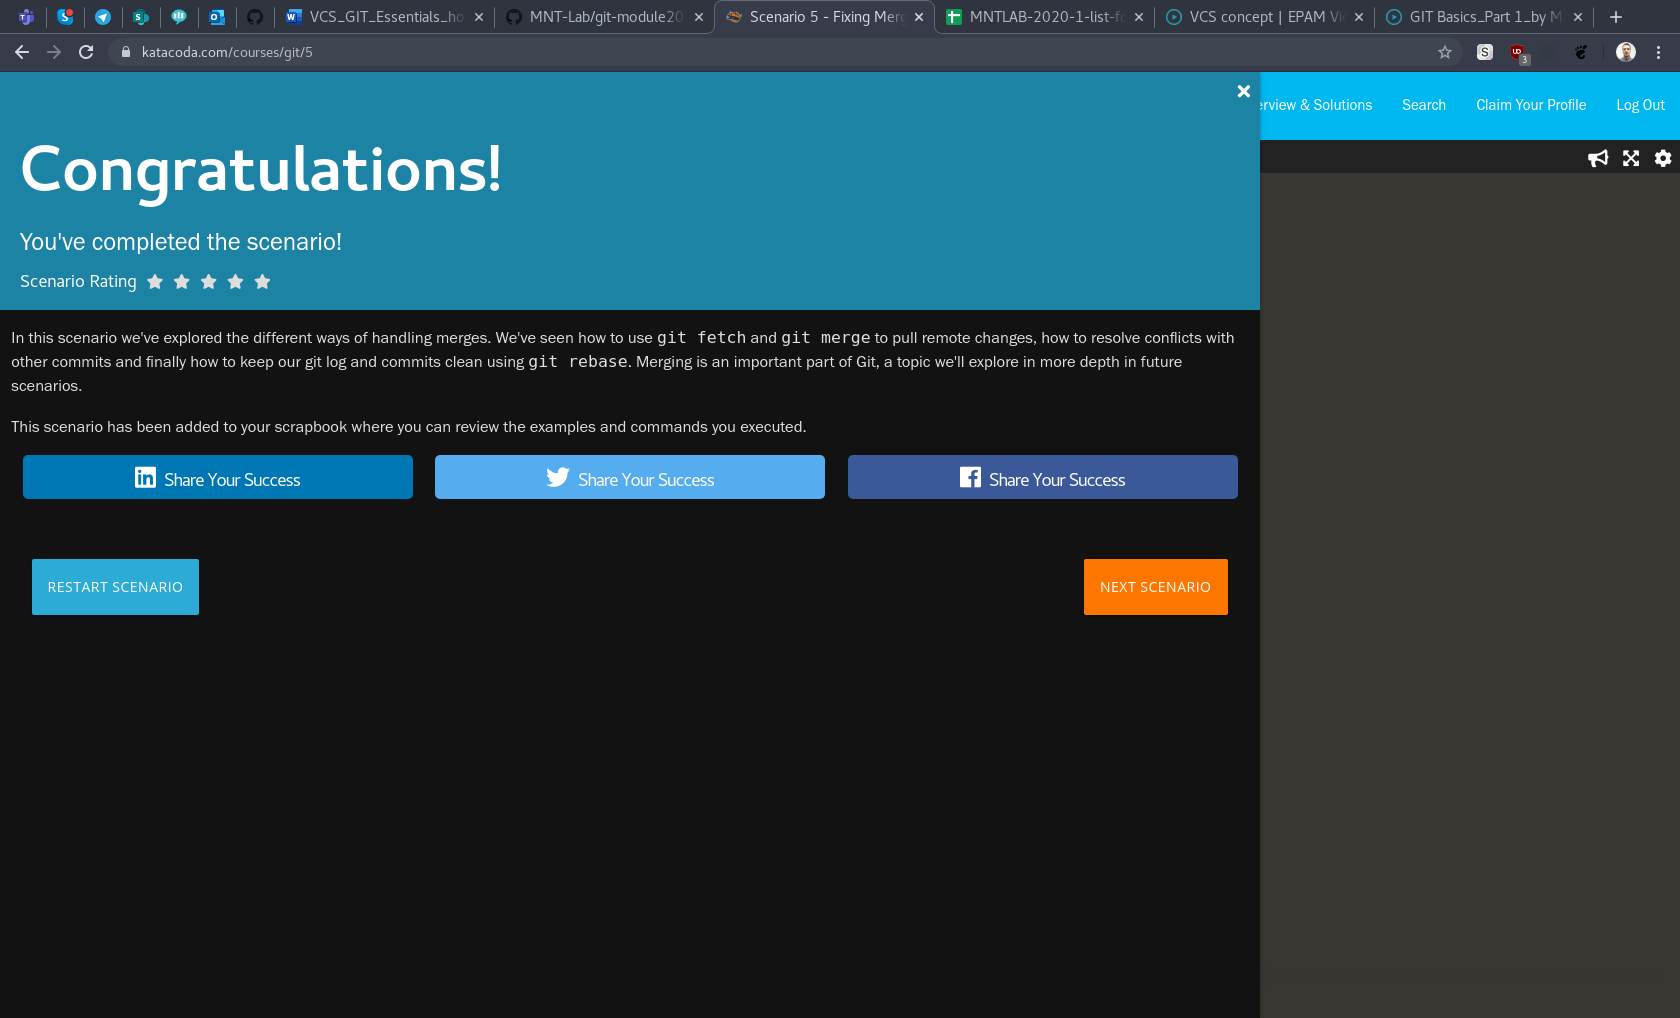 VCS_GIT_Essentials_ho
MNT-Lab/git-module20
Scenario 5 - Fixing Merg
MNTLAB-2020-1-list-fo
VCS concept | EPAM Vi
GIT Basics_Part 1_by M
katacoda.com/courses/git/5
S
3
erview & Solutions
Search
Claim Your Profile
Log Out
Congratulations!
You've completed the scenario!
Scenario Rating
In this scenario we've explored the different ways of handling merges. We've seen how to use git fetch and git merge to pull remote changes, how to resolve conflicts with
other commits and finally how to keep our git log and commits clean using git rebase. Merging is an important part of Git, a topic we'll explore in more depth in future
scenarios.
This scenario has been added to your scrapbook where you can review the examples and commands you executed.
Share Your Success
Share Your Success
Share Your Success
RESTART SCENARIO
NEXT SCENARIO